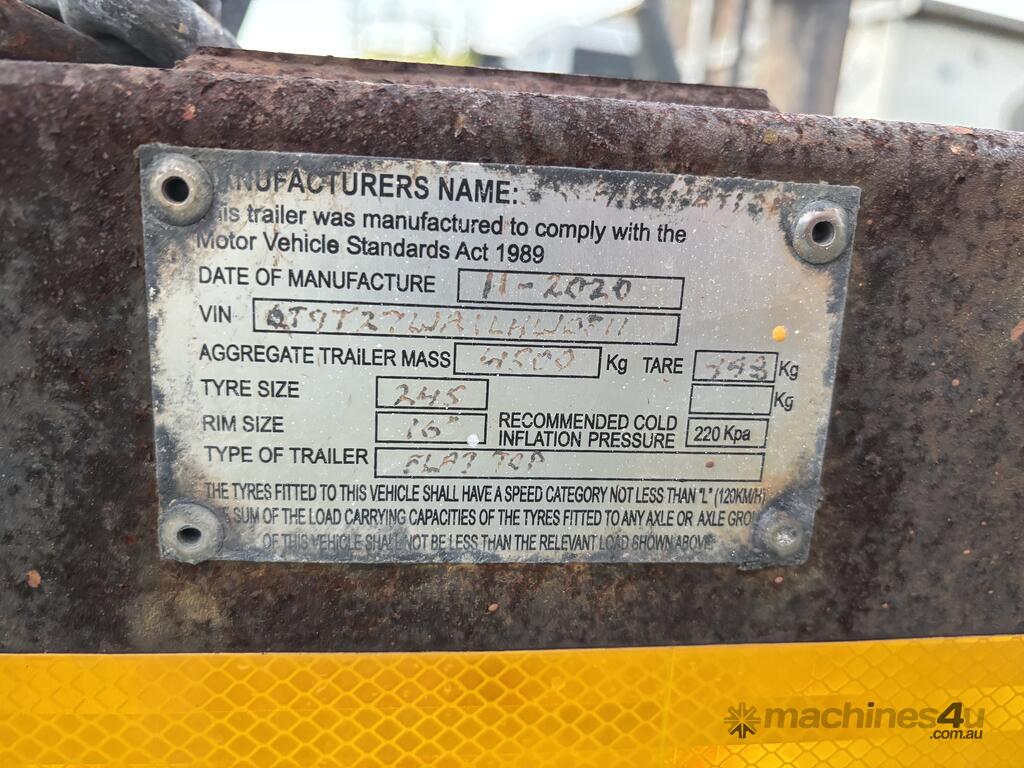 MANUFACTURERS NAME:
This trailer was manufactured to comply with the
Motor Vehicle Standards Act 1989
DATE OF MANUFACTURE 11-2020
VIN
AGGREGATE TRAILER MASS 4500 Kg TARE Kg
TYRE SIZE 245 Kg
RIM SIZE 16" RECOMMENDED COLD
INFLATION PRESSURE 220 Kpa
TYPE OF TRAILER FLAT TOP
THE TYRES FITTED TO THIS VEHICLE SHALL HAVE A SPEED CATEGORY NOT LESS THAN "L" (120KM/H)
THE SUM OF THE LOAD CARRYING CAPACITIES OF THE TYRES FITTED TO ANY AXLE OR AXLE GROUP
OF THIS VEHICLE SHALL NOT BE LESS THAN THE RELEVANT LOAD SHOWN ABOVE
machines4u
.com.au